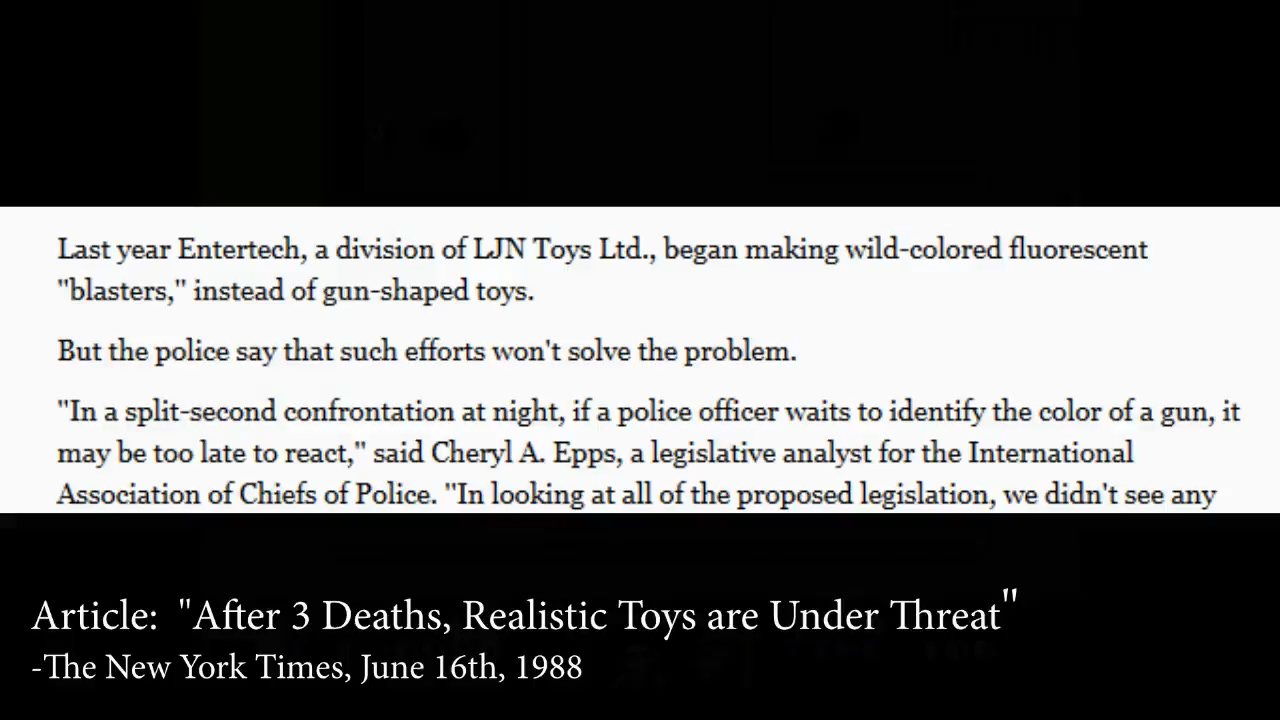 Last year Entertech, a division of LJN Toys Ltd., began making wild-colored fluorescent
"blasters," instead of gun-shaped toys.
But the police say that such efforts won't solve the problem.
"In a split-second confrontation at night, if a police officer waits to identify the color of a gun, it
may be too late to react," said Cheryl A. Epps, a legislative analyst for the International
Association of Chiefs of Police. "In looking at all of the proposed legislation, we didn't see any
Article: "After 3 Deaths, Realistic Toys are Under Threat"
-The New York Times, June 16th, 1988